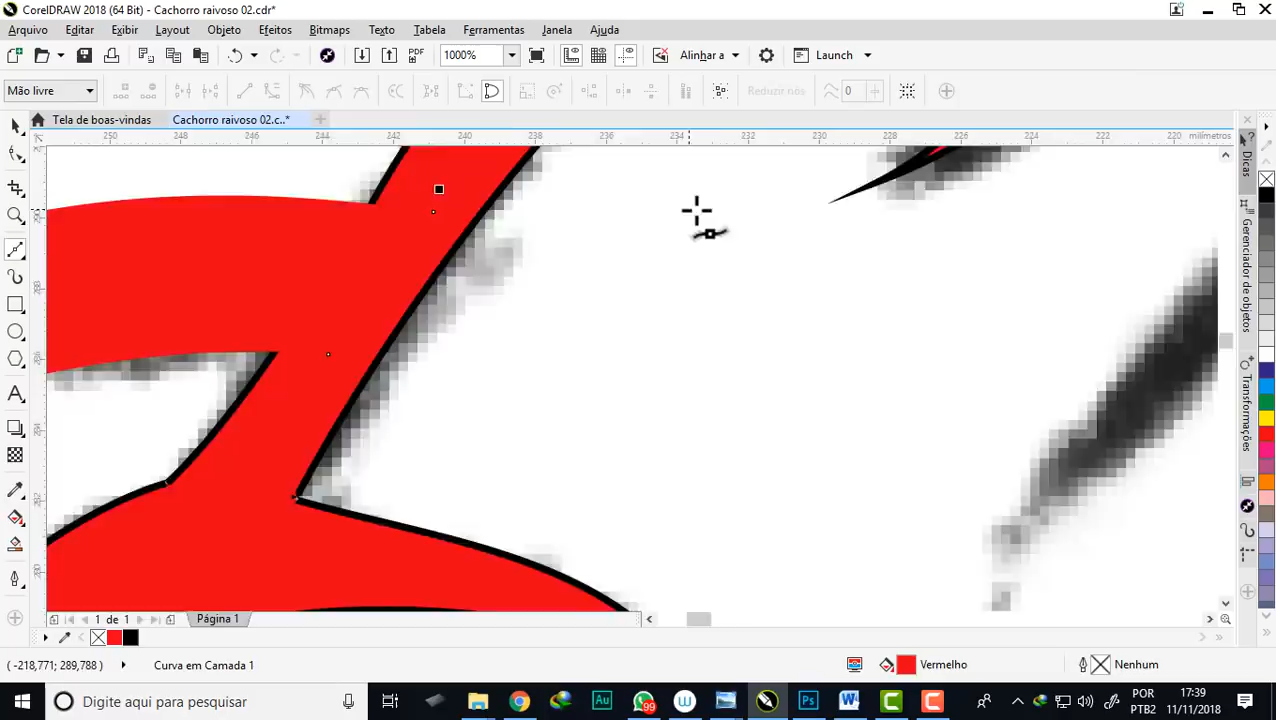 CorelDRAW 2018 (64 Bit) - Cachorro raivoso 02.cdr*
Arquivo Editar Exibir Layout Objeto Efeitos Bitmaps Texto Tabela Ferramentas Janela Ajuda
PDF 1000% Alinhar a Launch
Mão livre Reduzir nós 0
Tela de boas-vindas Cachorro raivoso 02.c..*
250 248 246 244 242 240 238 236 234 232 230 228 226 224 222 220 milímetros
Dicas
Gerenciador de objetos
Transformações
1 de 1 Página 1
( -218,771; 289,788 ) Curva em Camada 1 Vermelho Nenhum
Digite aqui para pesquisar
Au
99
W
Ps
W
C
C
POR
PTB2
17:39
11/11/2018